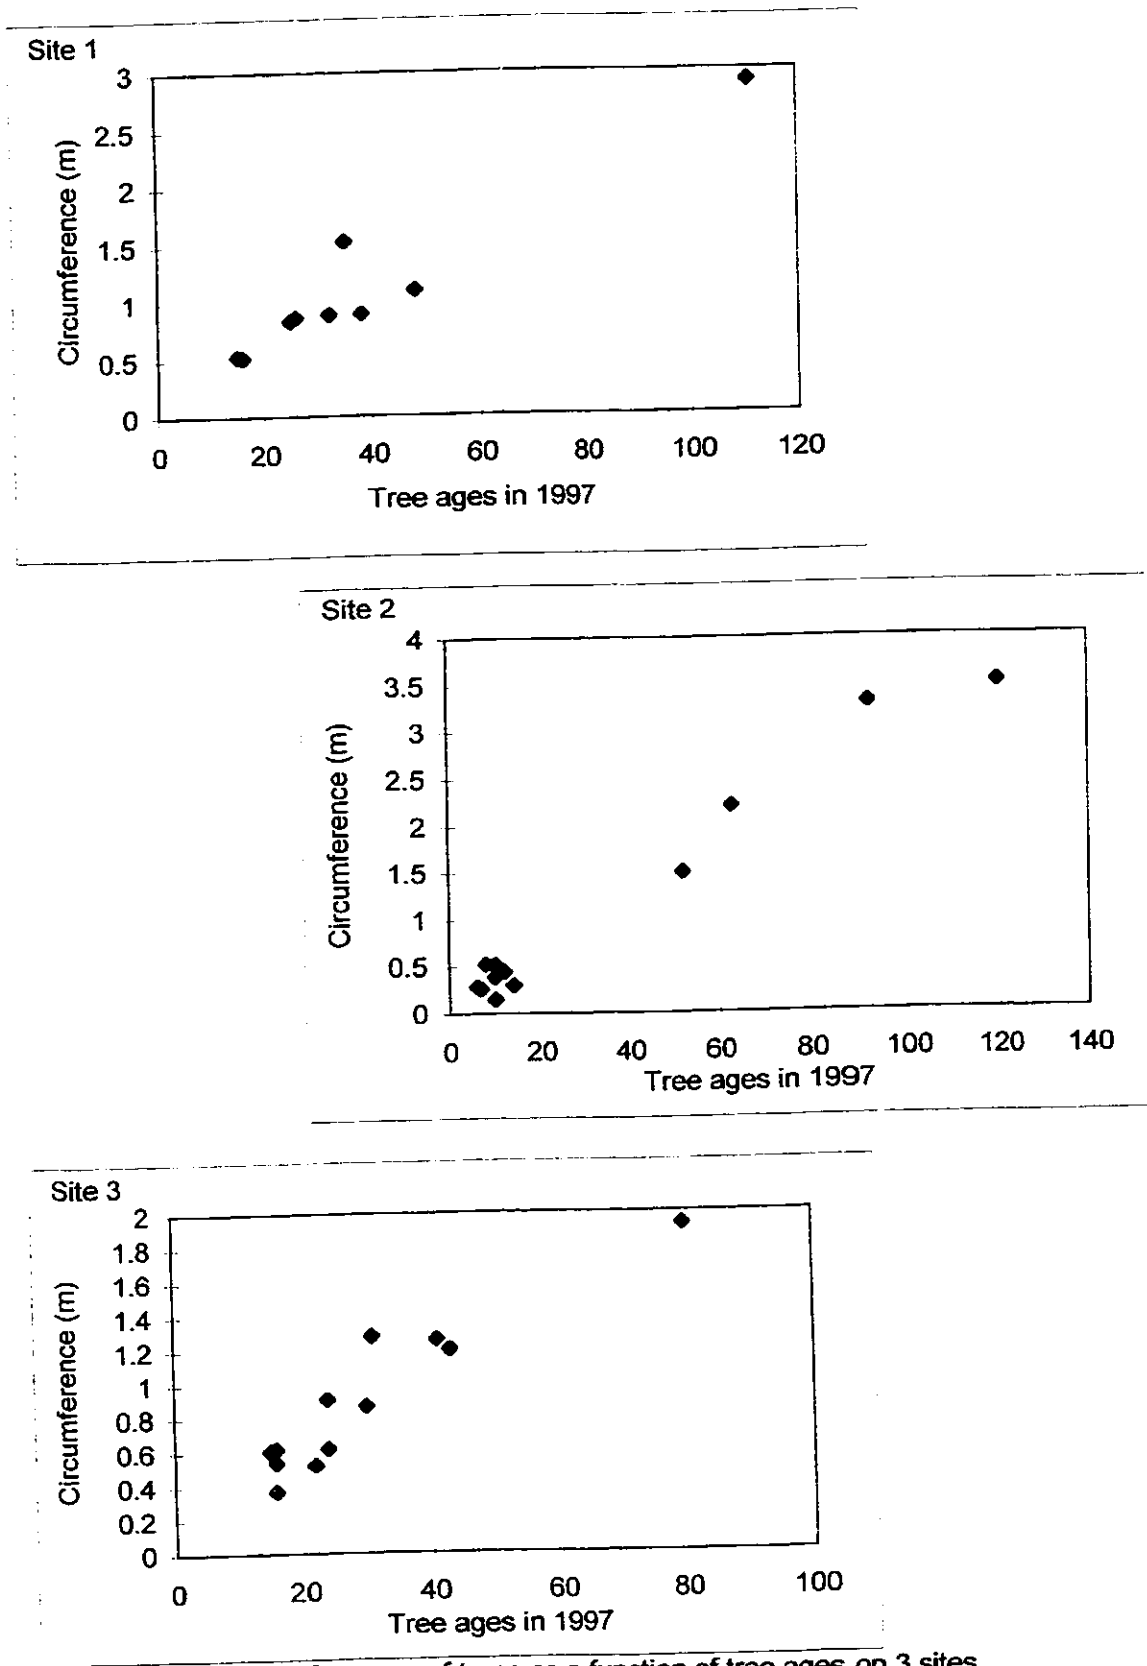 Site 1
3
2.5
2
1.5
1
0.5
0
Circumference (m)
0 20 40 60 80 100 120
Tree ages in 1997
Site 2
4
3.5
3
2.5
2
1.5
1
0.5
0
Circumference (m)
0 20 40 60 80 100 120 140
Tree ages in 1997
Site 3
2
1.8
1.6
1.4
1.2
1
0.8
0.6
0.4
0.2
0
Circumference (m)
0 20 40 60 80 100
Tree ages in 1997
as a function of tree ages on 3 sites